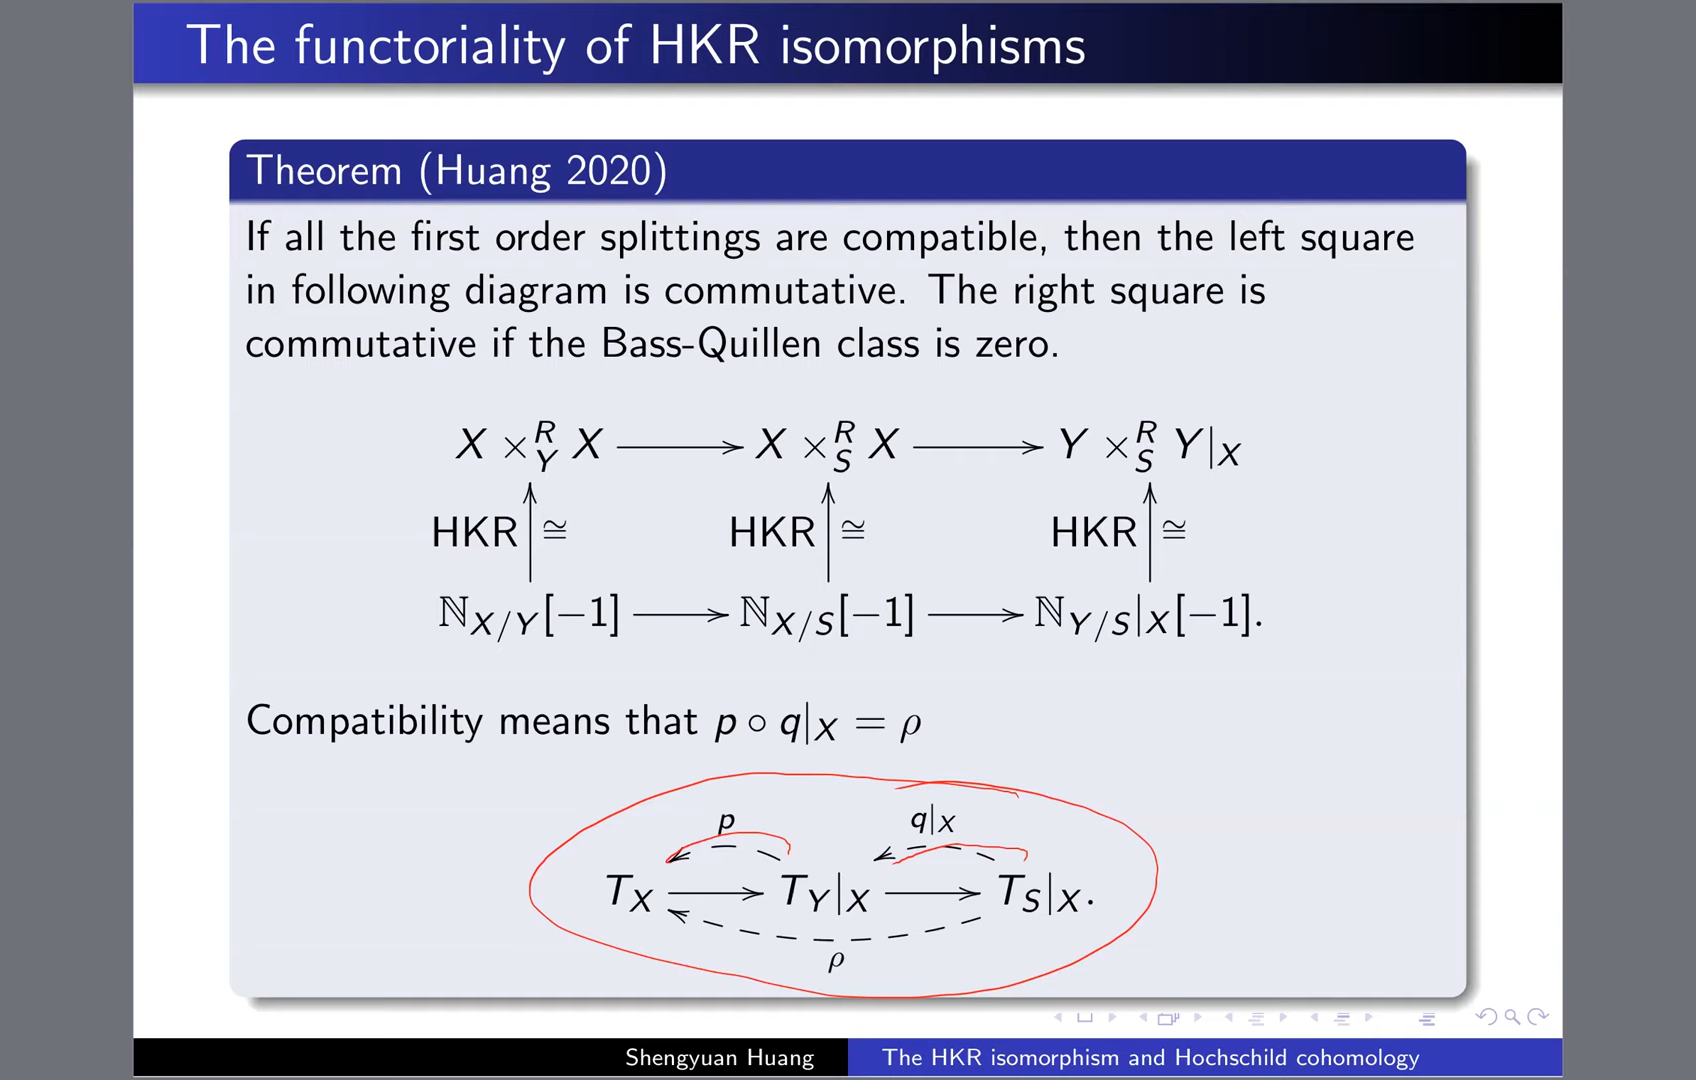 The functoriality of HKR isomorphisms
Theorem (Huang 2020)
If all the first order splittings are compatible, then the left square
in following diagram is commutative. The right square is
commutative if the Bass-Quillen class is zero.
X ×^R_Y X ⟶ X ×^R_S X ⟶ Y ×^R_S Y|_X
HKR ≅ HKR ≅ HKR ≅
ℕ_{X/Y}[−1] ⟶ ℕ_{X/S}[−1] ⟶ ℕ_{Y/S}|_X[−1].
Compatibility means that p ∘ q|_X = ρ
p q|_X
T_X ⟶ T_Y|_X ⟶ T_S|_X.
ρ
Shengyuan Huang The HKR isomorphism and Hochschild cohomology